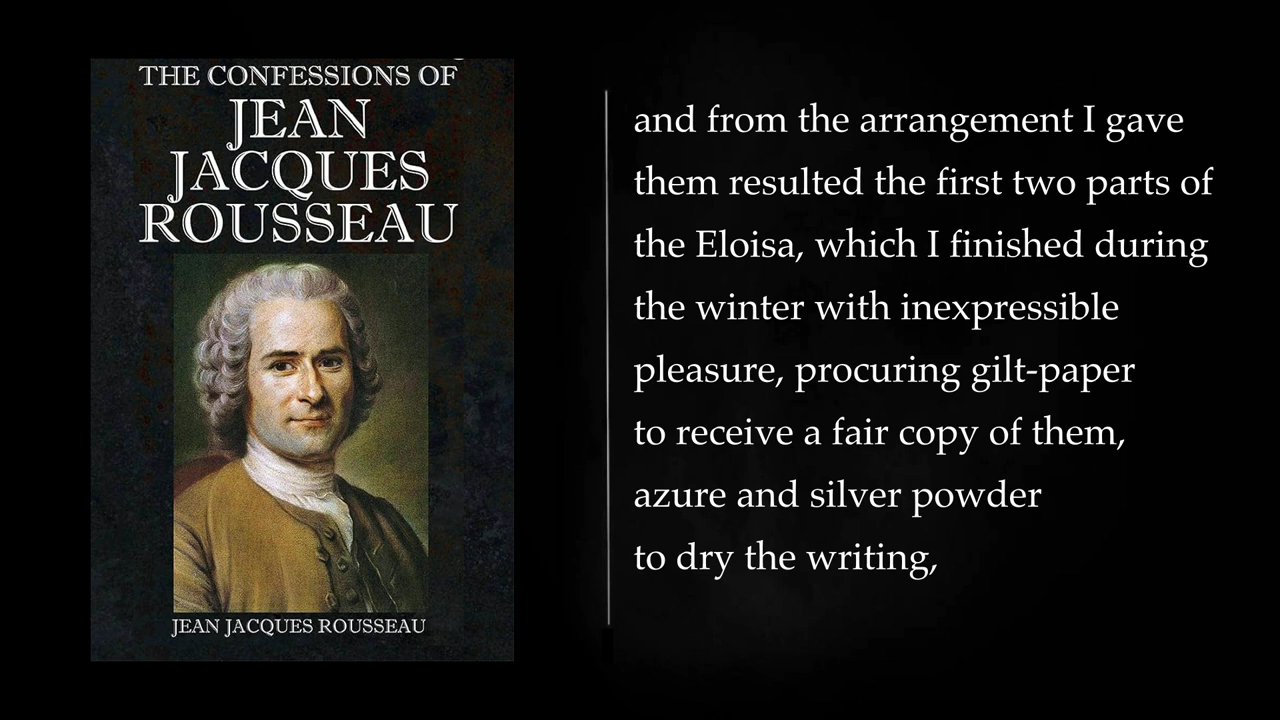 THE CONFESSIONS OF
JEAN
JACQUES
ROUSSEAU
JEAN JACQUES ROUSSEAU
and from the arrangement I gave
them resulted the first two parts of
the Eloisa, which I finished during
the winter with inexpressible
pleasure, procuring gilt-paper
to receive a fair copy of them,
azure and silver powder
to dry the writing,